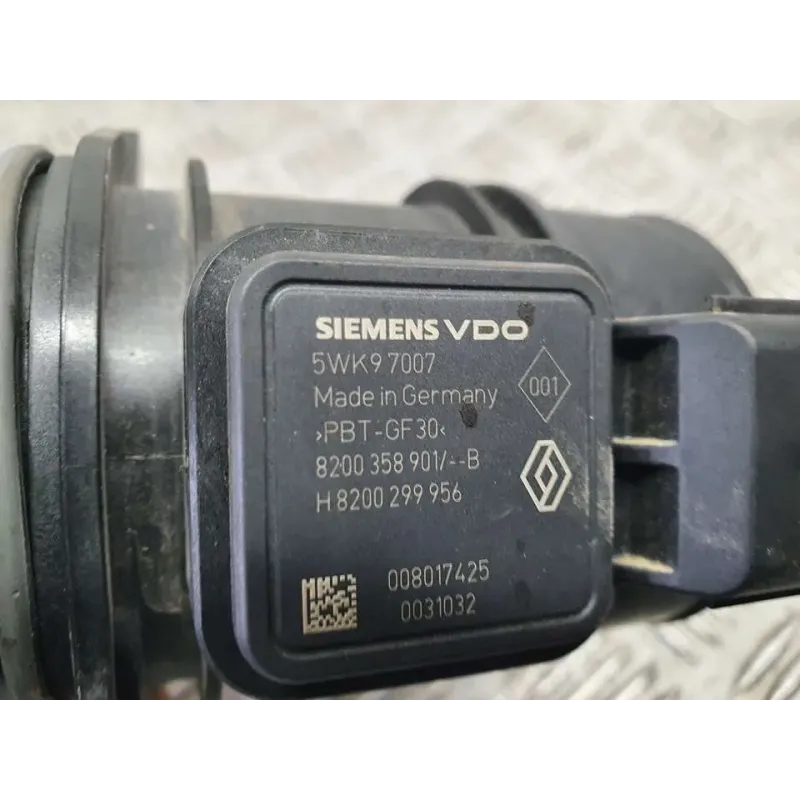 SIEMENS VDO
5WK9 7007
001
Made in Germany
>PBT-GF30<
8200 358 901/--B
H 8200 299 956
008017425
0031032